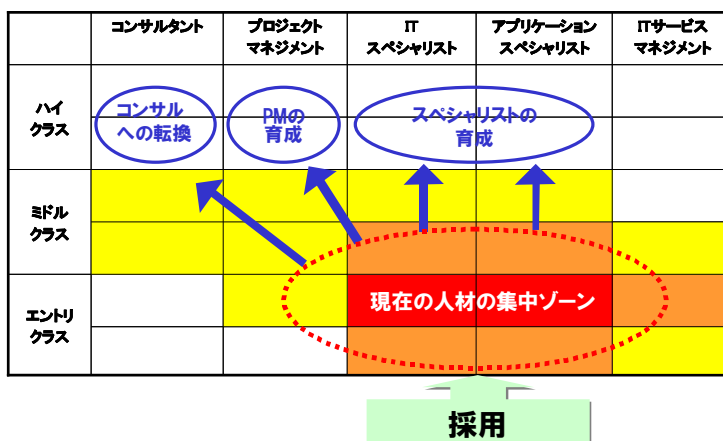 コンサルタント
プロジェクト
マネジメント
IT
スペシャリスト
アプリケーション
スペシャリスト
ITサービス
マネジメント
ハイ
クラス
コンサル
への転換
PMの
育成
スペシャリストの
育成
ミドル
クラス
エントリ
クラス
現在の人材の集中ゾーン
採用